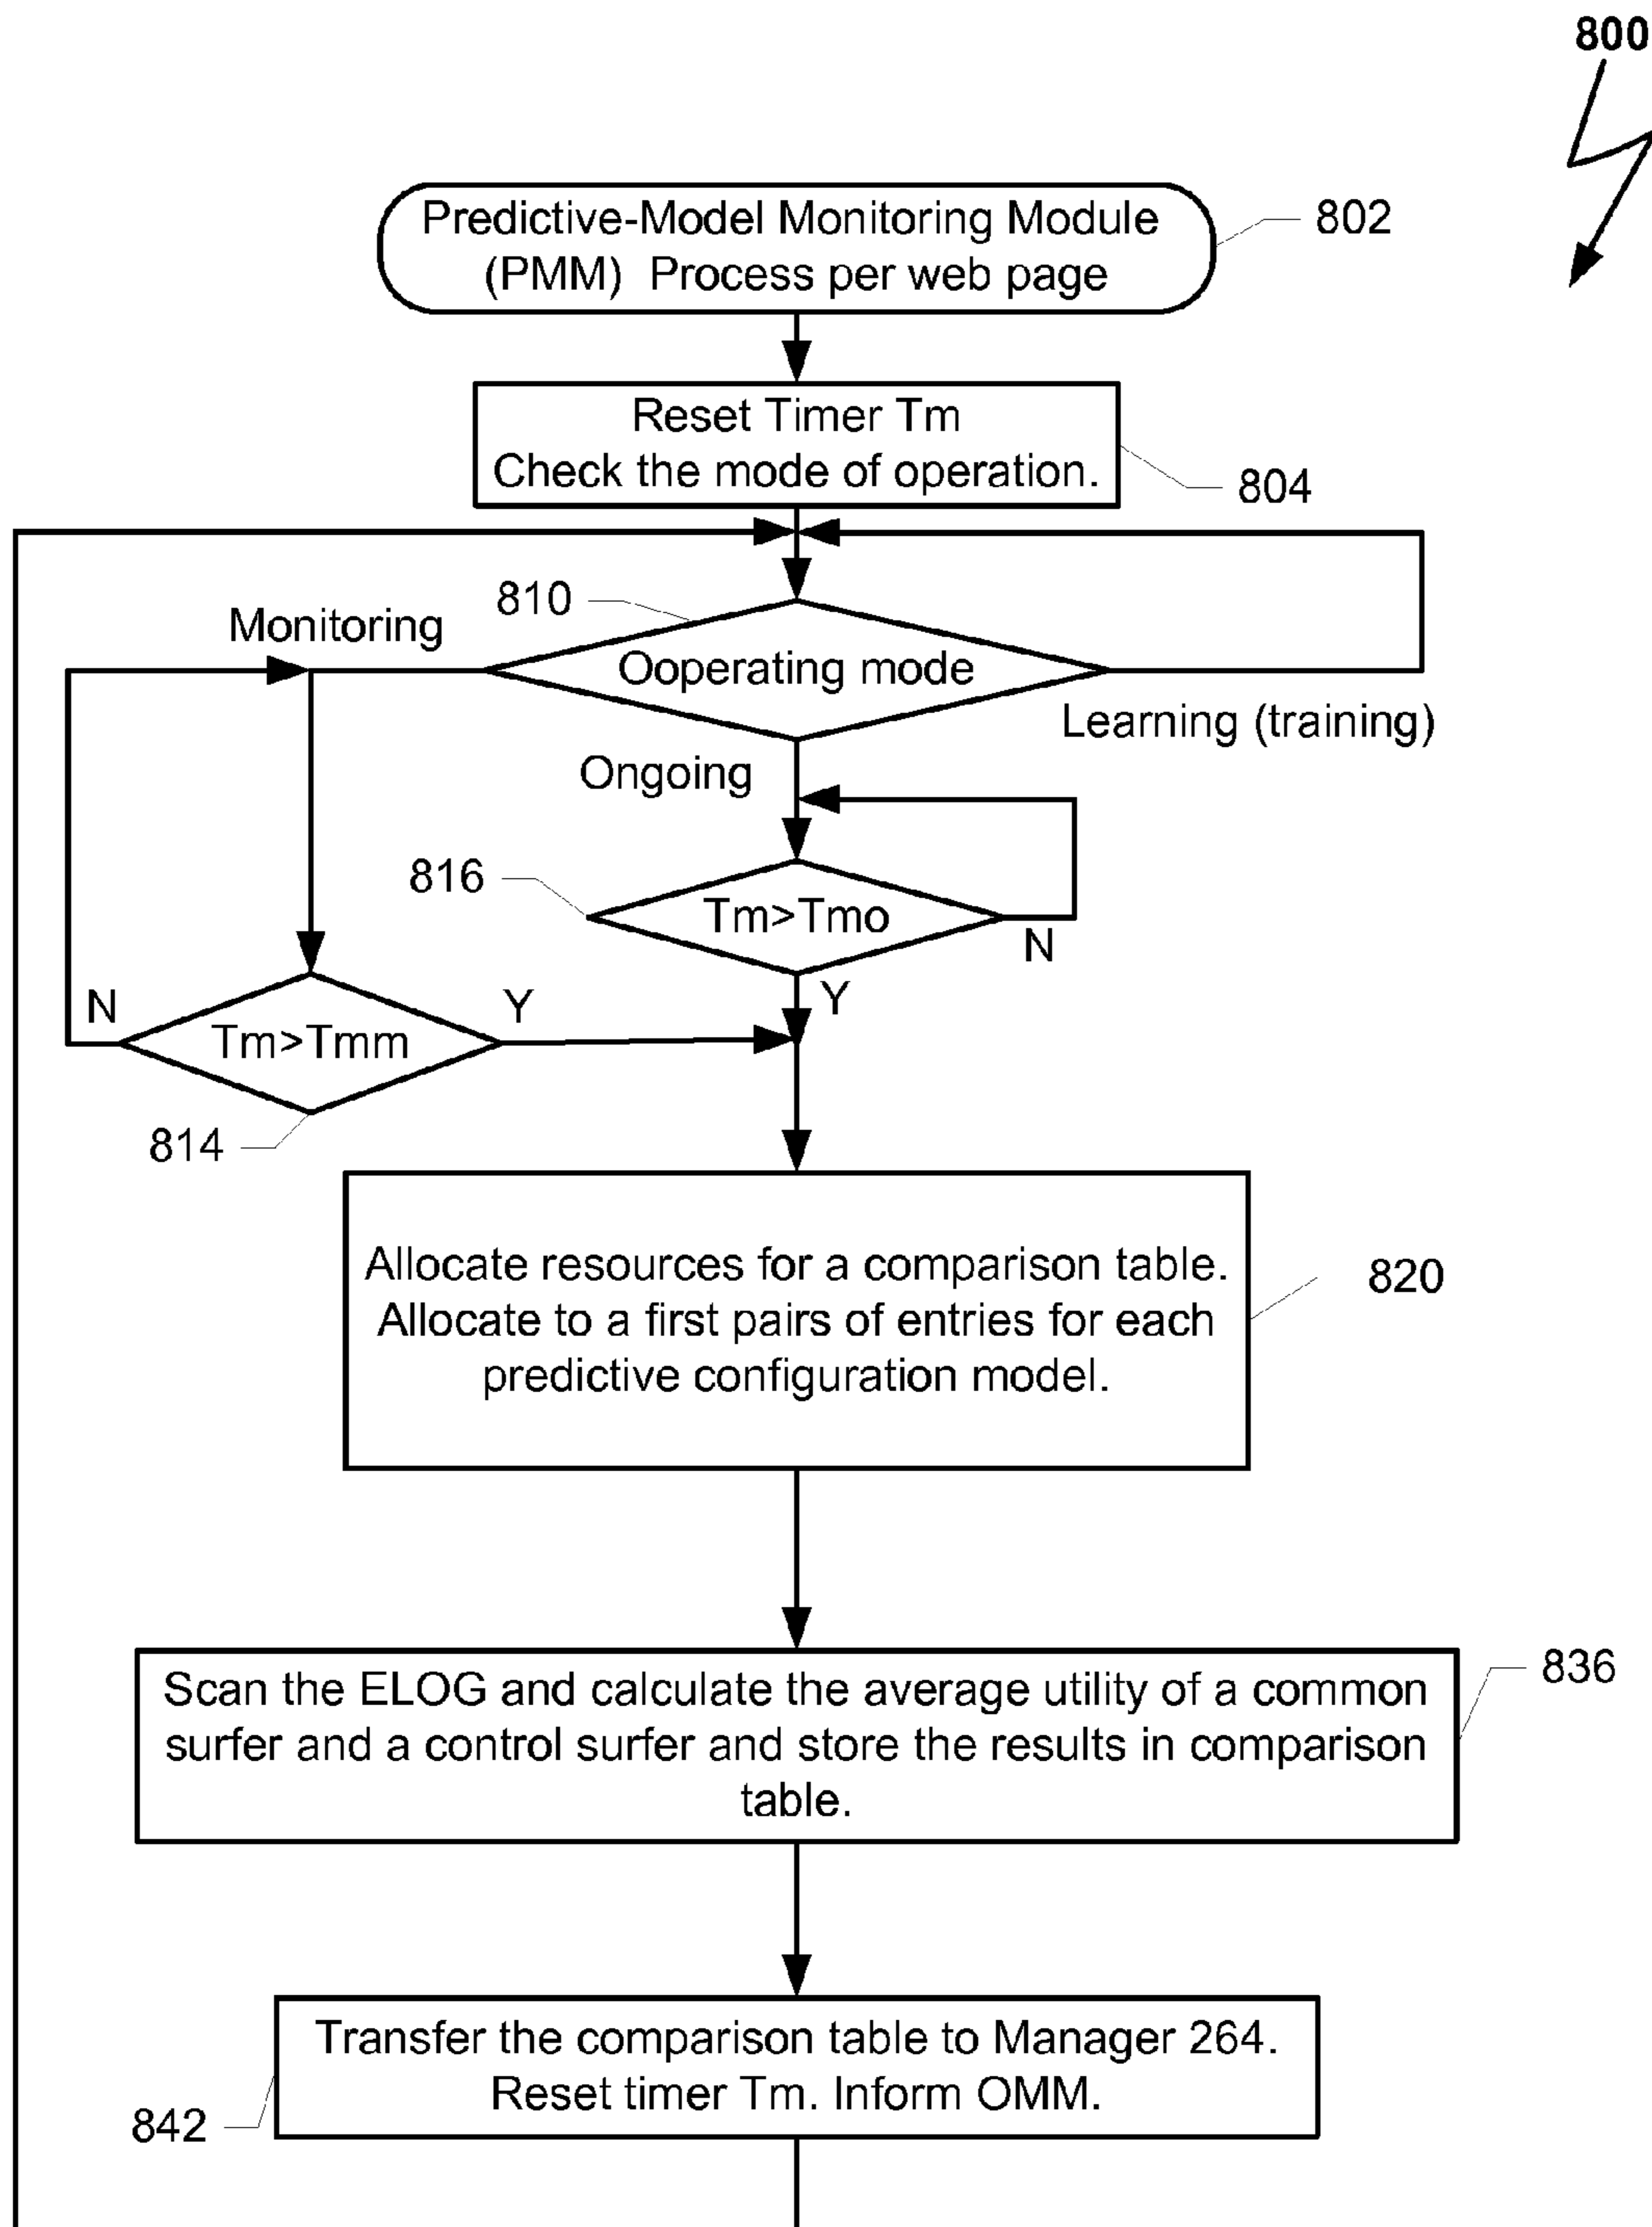 800
Predictive-Model Monitoring Module
(PMM) Process per web page
802
Reset Timer Tm
Check the mode of operation.
804
810
Monitoring
Ooperating mode
Learning (training)
Ongoing
816
Tm>Tmo
N
Y
N
Tm>Tmm
Y
814
Allocate resources for a comparison table.
Allocate to a first pairs of entries for each
predictive configuration model.
820
Scan the ELOG and calculate the average utility of a common
surfer and a control surfer and store the results in comparison
table.
836
Transfer the comparison table to Manager 264.
Reset timer Tm. Inform OMM.
842